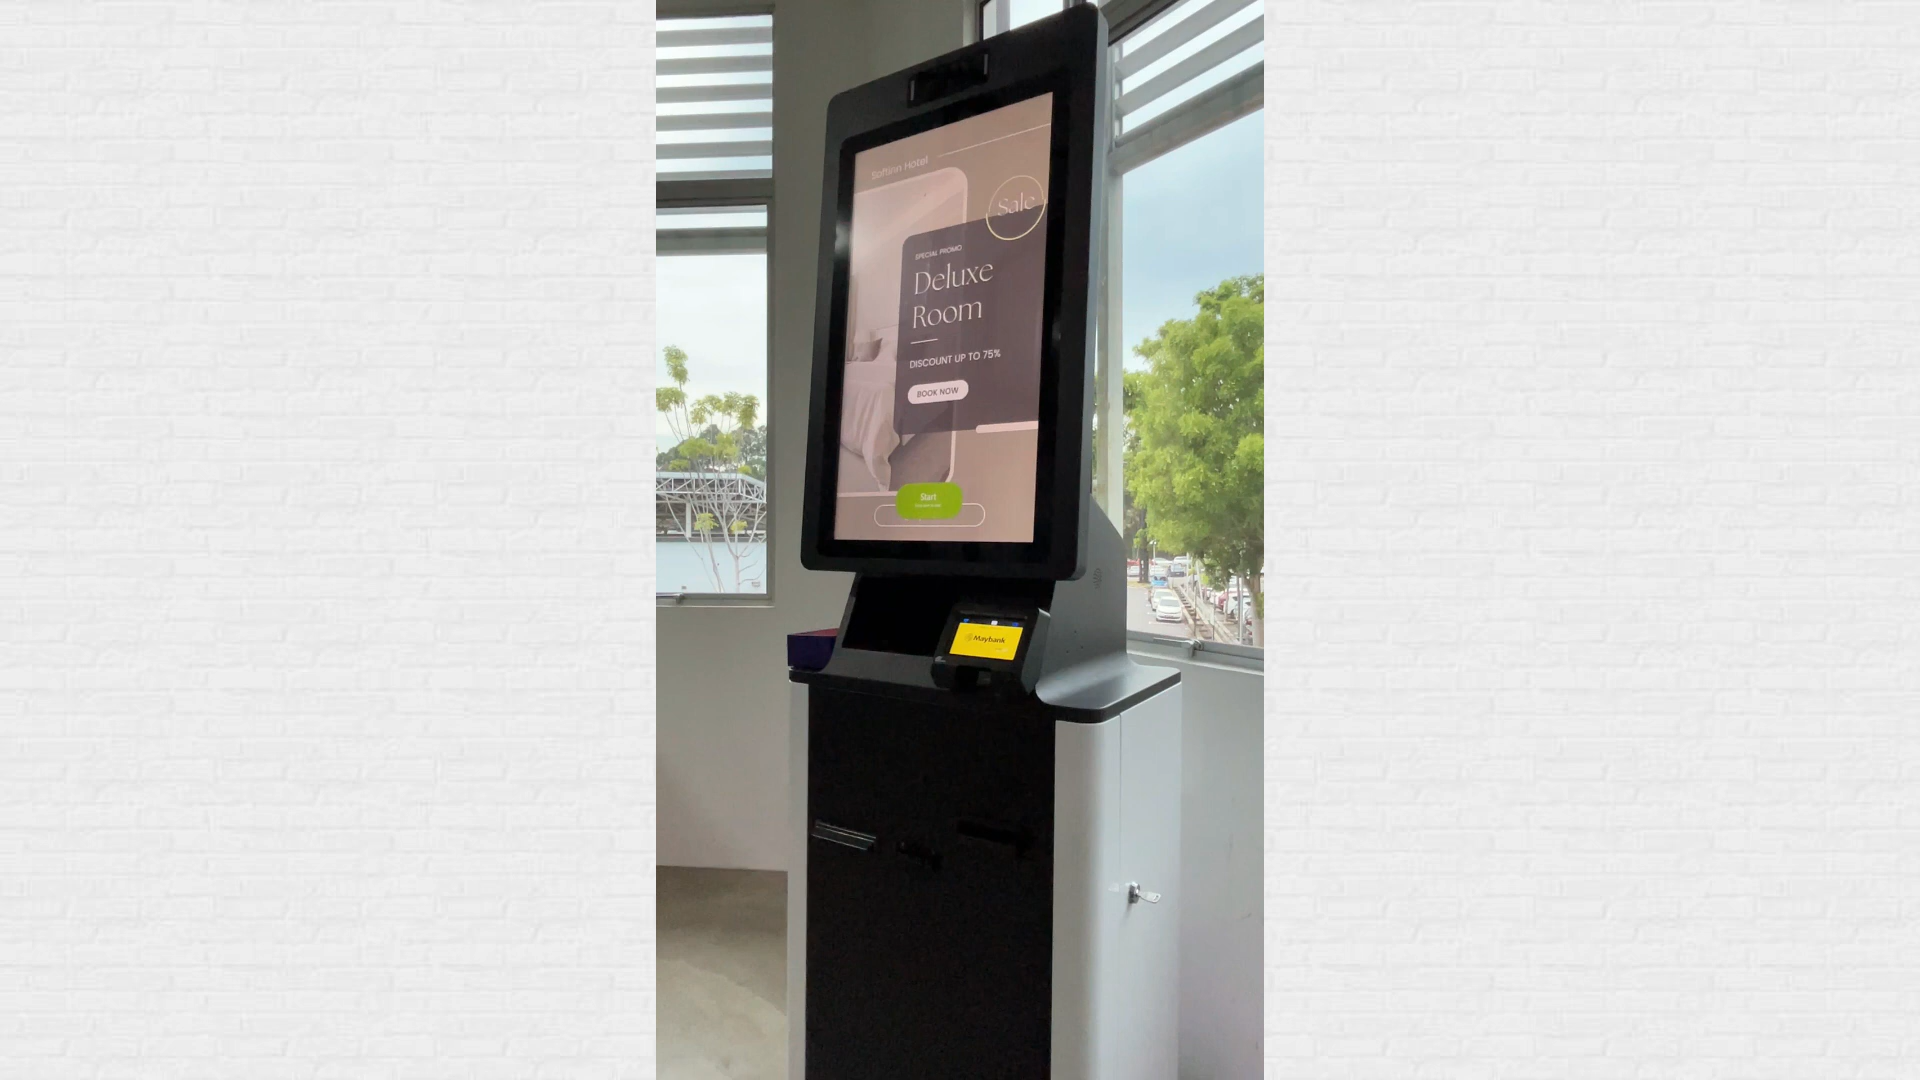 Softinn Hotel
Sale
SPECIAL PROMO
Deluxe
Room
DISCOUNT UP TO 75%
BOOK NOW
Start
Maybank